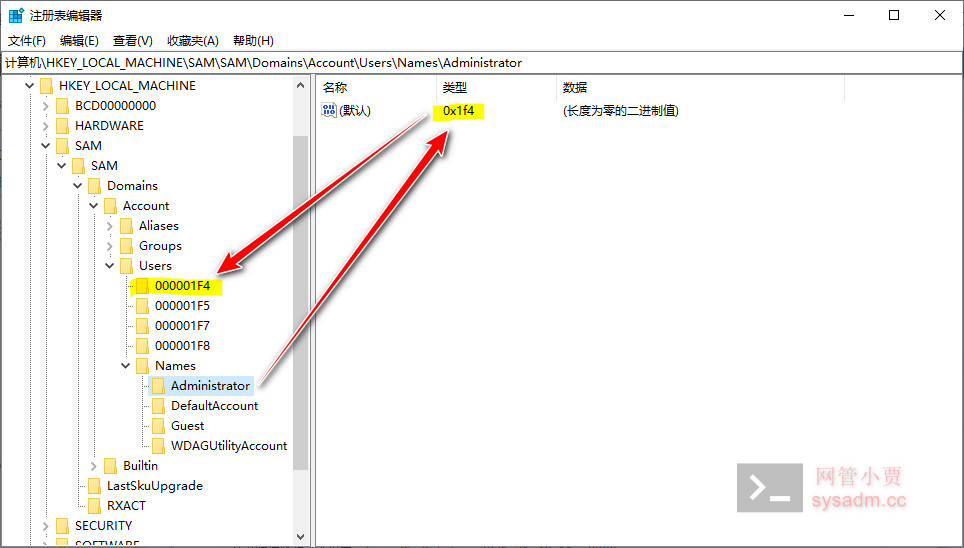 注册表编辑器
文件(F) 编辑(E) 查看(V) 收藏夹(A) 帮助(H)
计算机\HKEY_LOCAL_MACHINE\SAM\SAM\Domains\Account\Users\Names\Administrator
HKEY_LOCAL_MACHINE
BCD00000000
HARDWARE
SAM
SAM
Domains
Account
Aliases
Groups
Users
000001F4
000001F5
000001F7
000001F8
Names
Administrator
DefaultAccount
Guest
WDAGUtilityAccount
Builtin
LastSkuUpgrade
RXACT
SECURITY
SOFTWARE
名称 类型 数据
(默认) 0x1f4 (长度为零的二进制值)
网管小贾
sysadm.cc